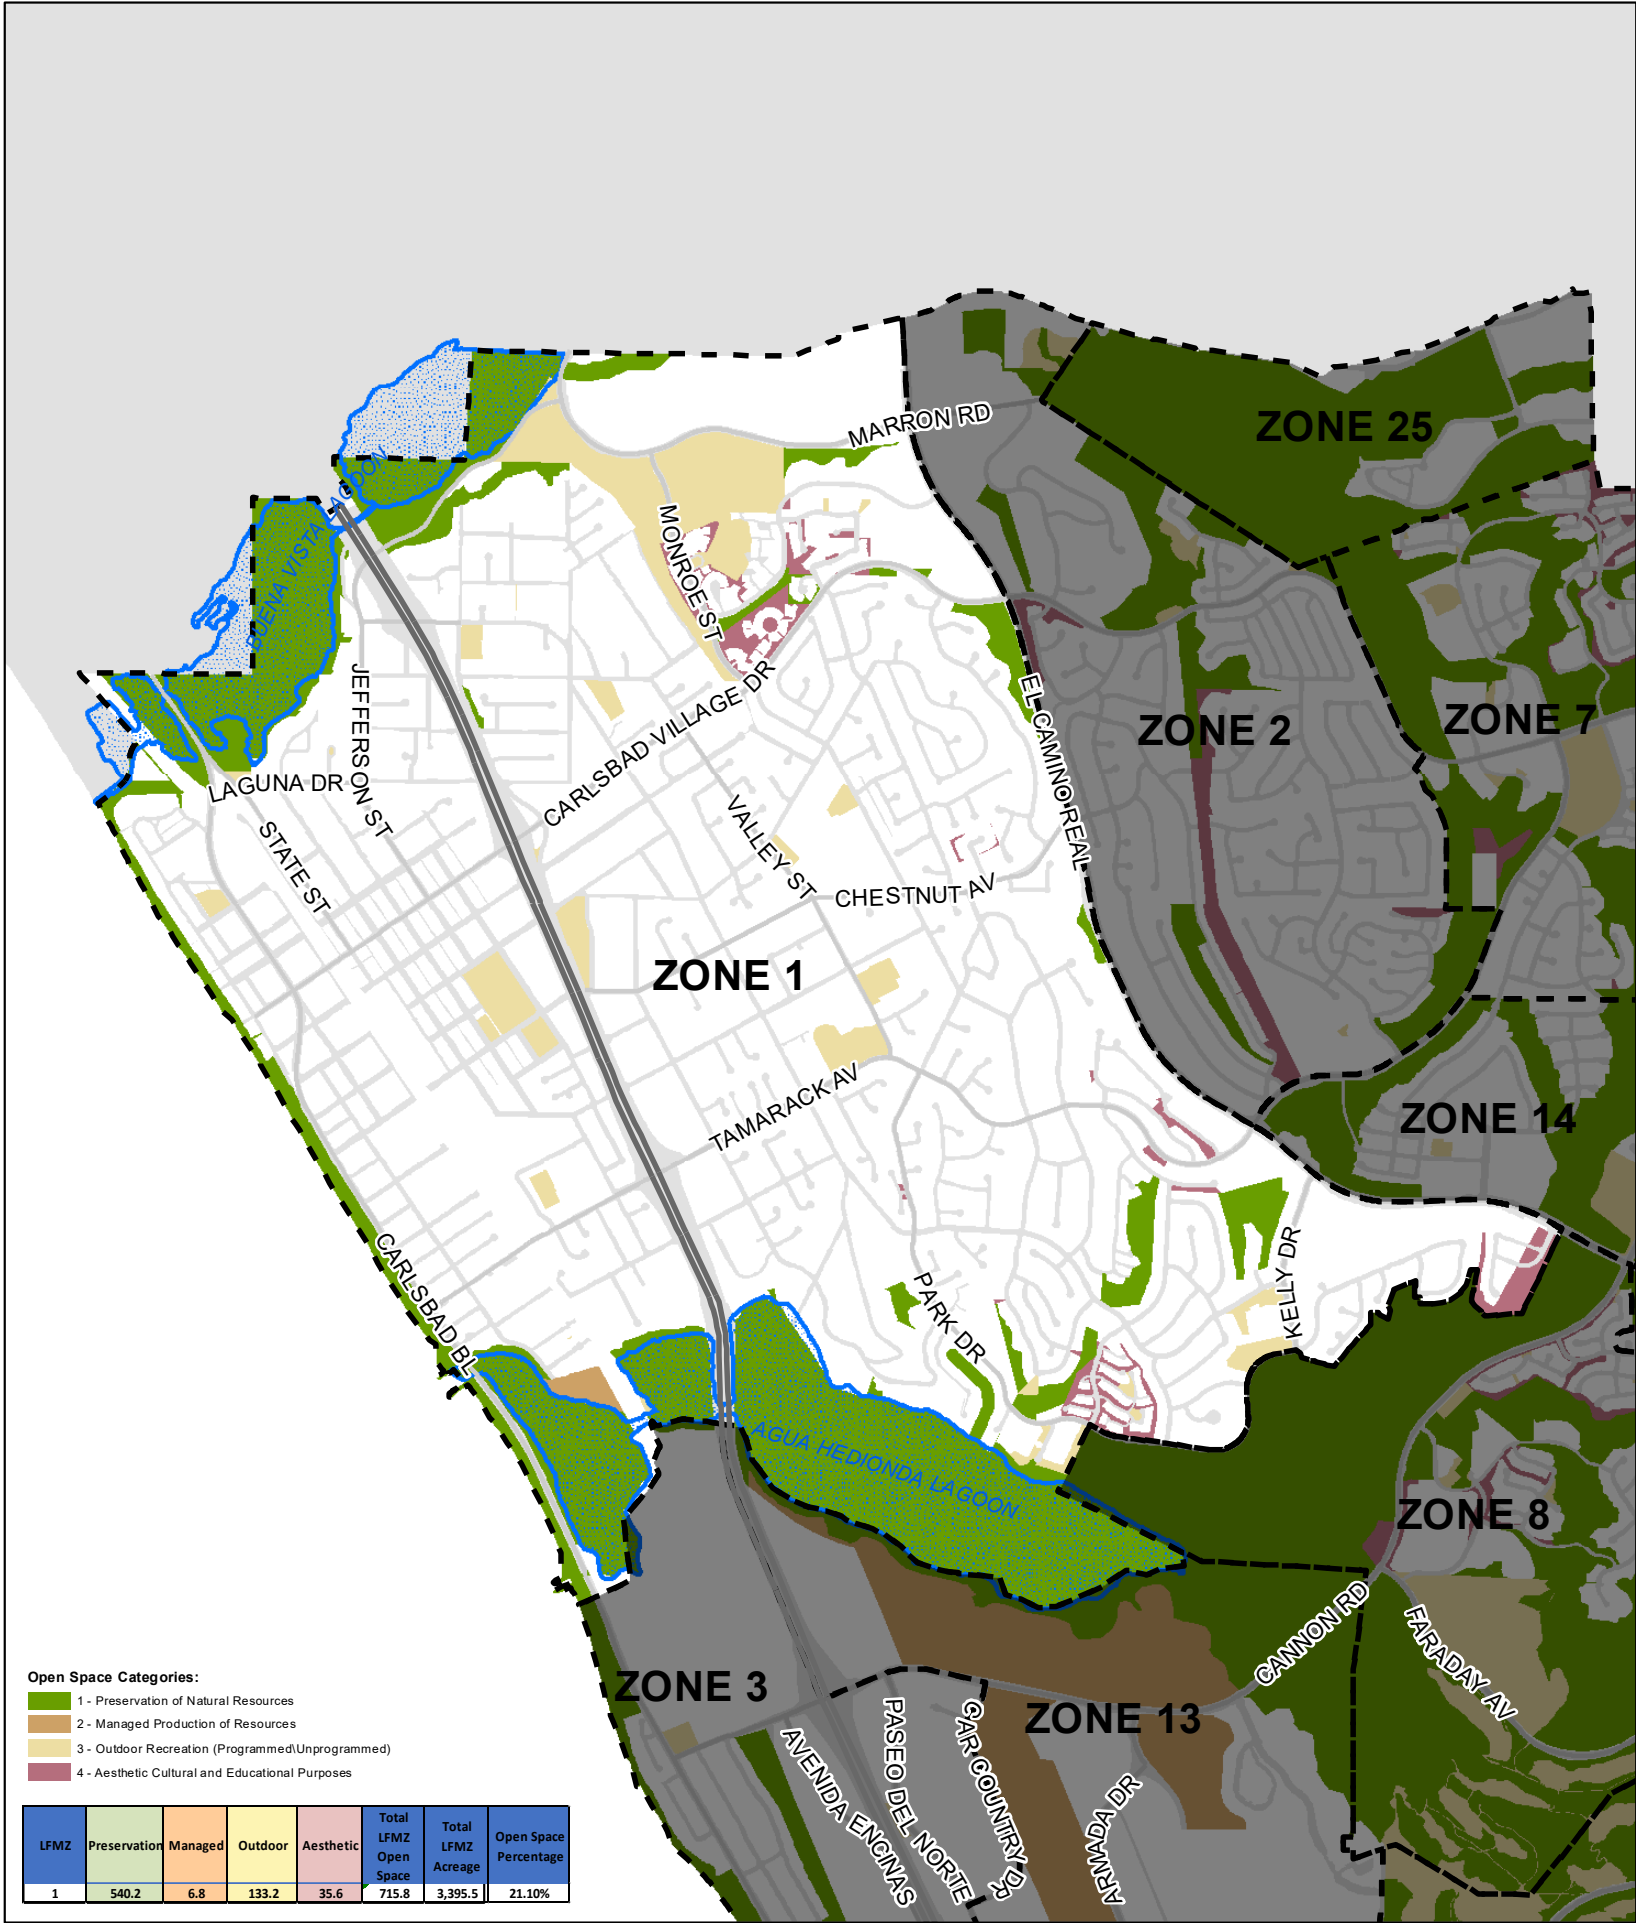 ZONE 25
MARRON RD
BUENA VISTA LAGOON
MONROE ST
JEFFERSON ST
EL CAMINO REAL
ZONE 2
ZONE 7
CARLSBAD VILLAGE DR
LAGUNA DR
STATE ST
VALLEY ST
CHESTNUT AV
ZONE 1
TAMARACK AV
ZONE 14
CARLSBAD BL
PARK DR
KELLY DR
AGUA HEDIONDA LAGOON
ZONE 8
CANNON RD
FARADAY AV
ZONE 3
ZONE 13
AVENIDA ENCINAS
PASEO DEL NORTE
CAR COUNTRY DR
ARMADA DR
Open Space Categories:
1 - Preservation of Natural Resources
2 - Managed Production of Resources
3 - Outdoor Recreation (Programmed\Unprogrammed)
4 - Aesthetic Cultural and Educational Purposes
LFMZ Preservation Managed Outdoor Aesthetic Total LFMZ Open Space Total LFMZ Acreage Open Space Percentage
1 540.2 6.8 133.2 35.6 715.8 3,395.5 21.10%